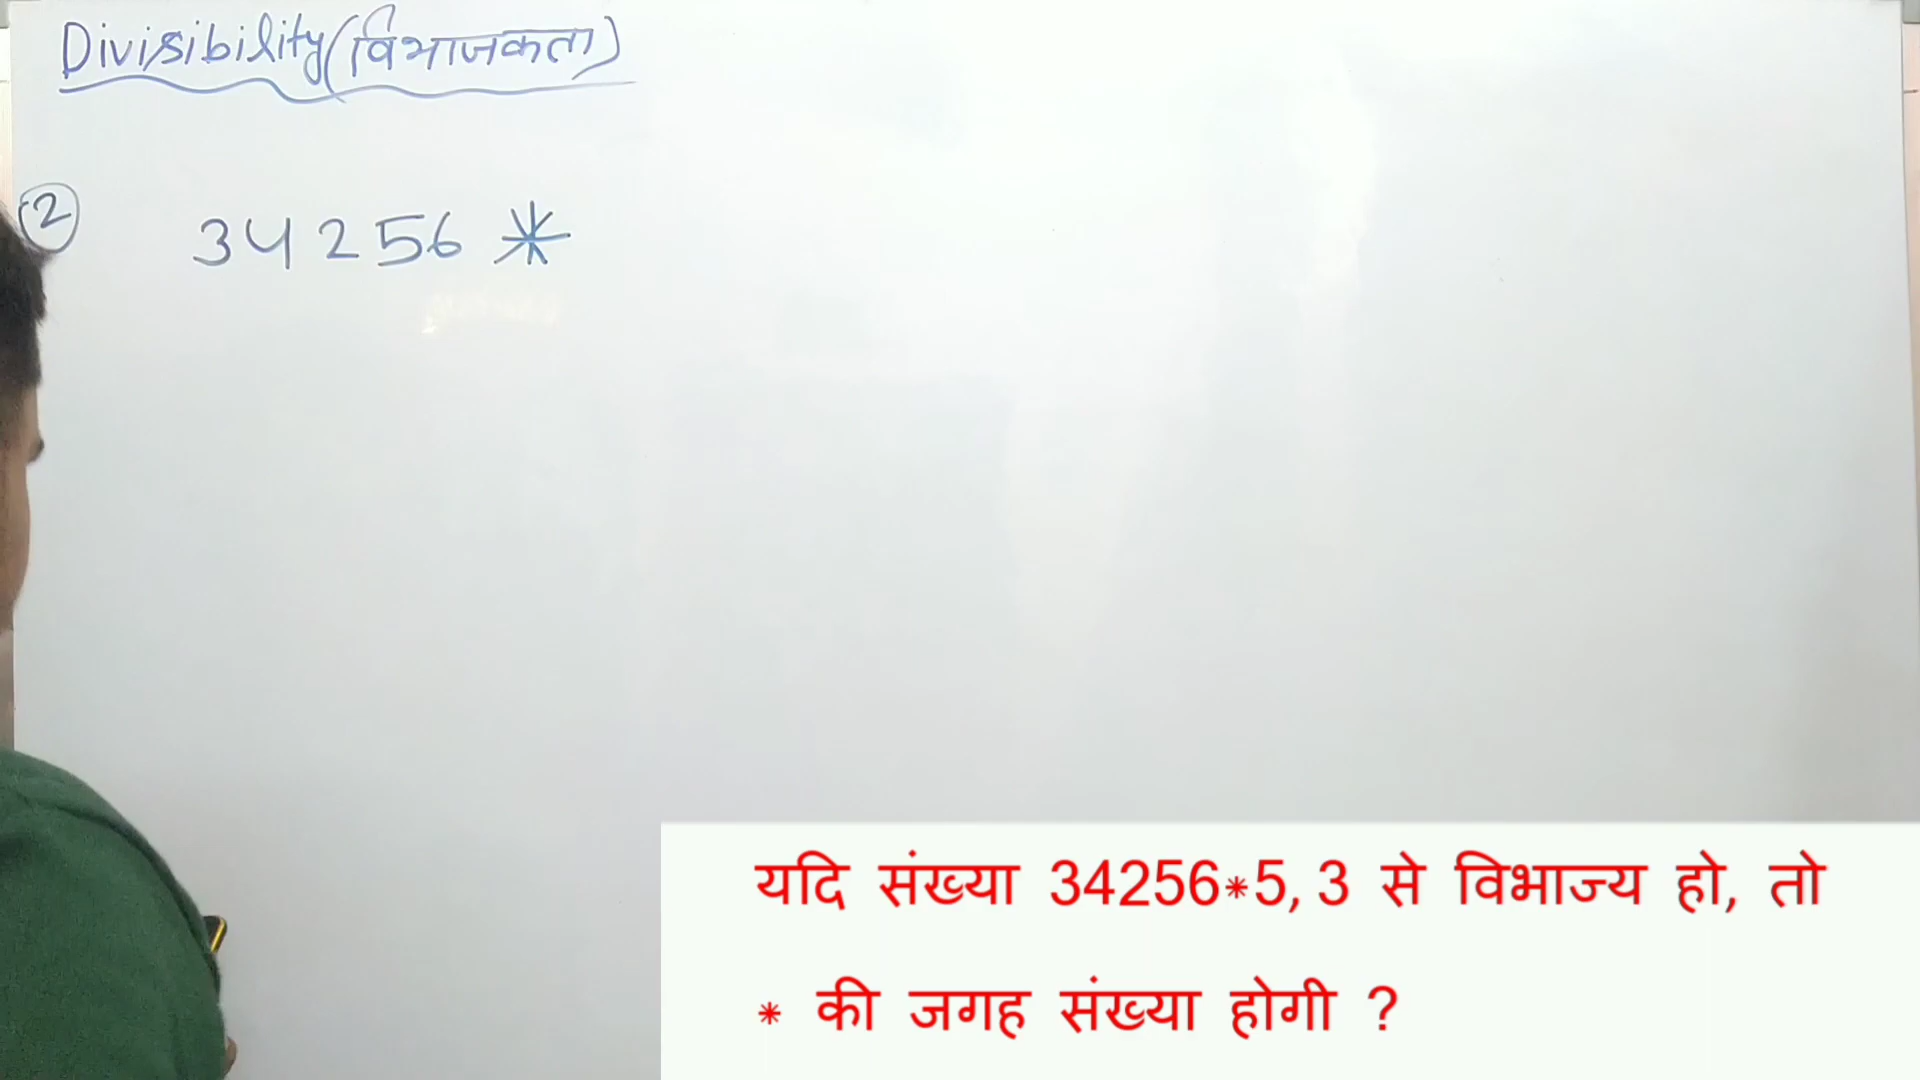 Divisibility (विभाजकता)
2 34256*
यदि संख्या 34256*5, 3 से विभाज्य हो, तो
* की जगह संख्या होगी ?